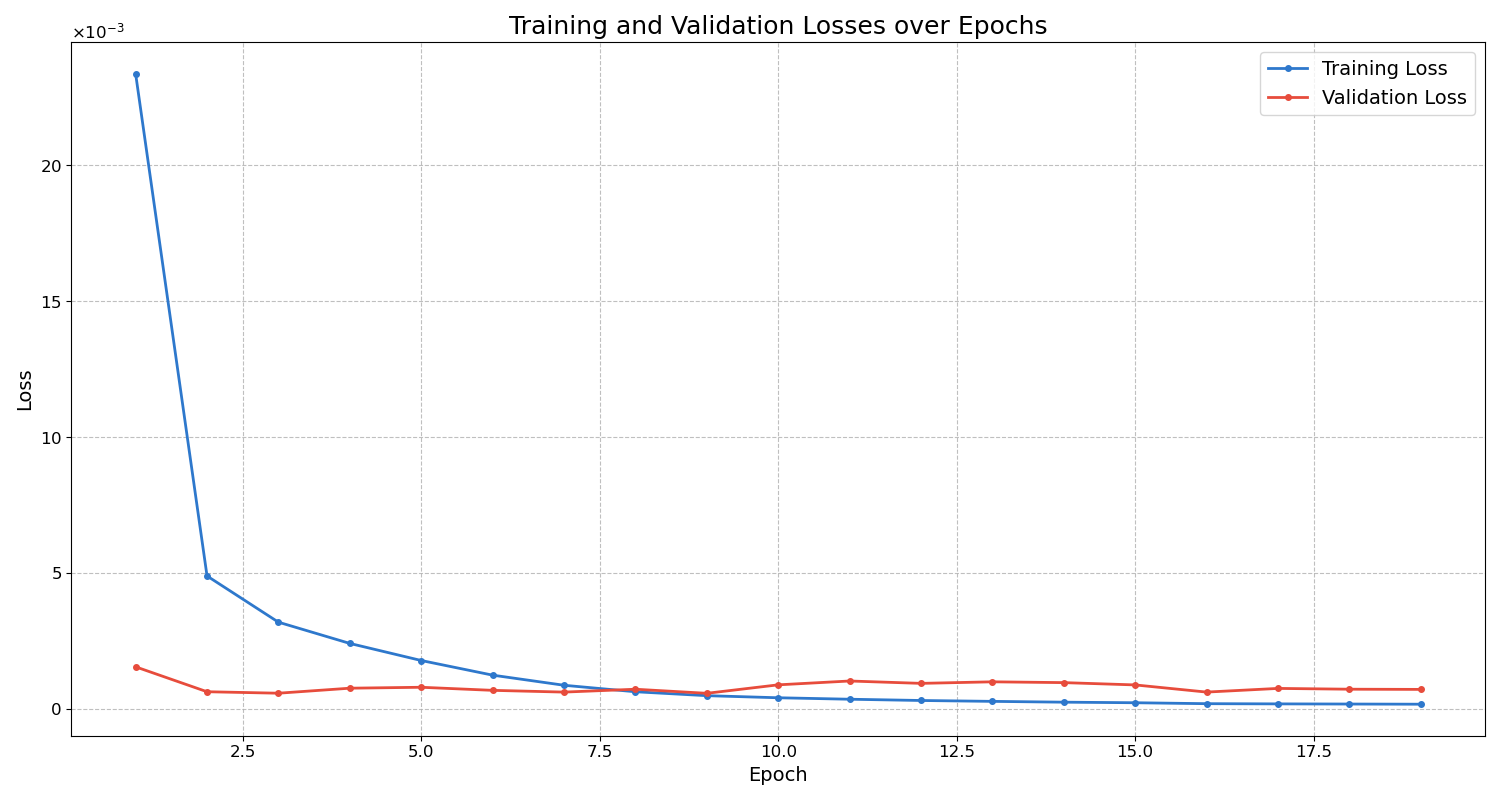 Training and Validation Losses over Epochs
×10⁻³
Training Loss
Validation Loss
20
15
10
5
0
Loss
2.5 5.0 7.5 10.0 12.5 15.0 17.5
Epoch